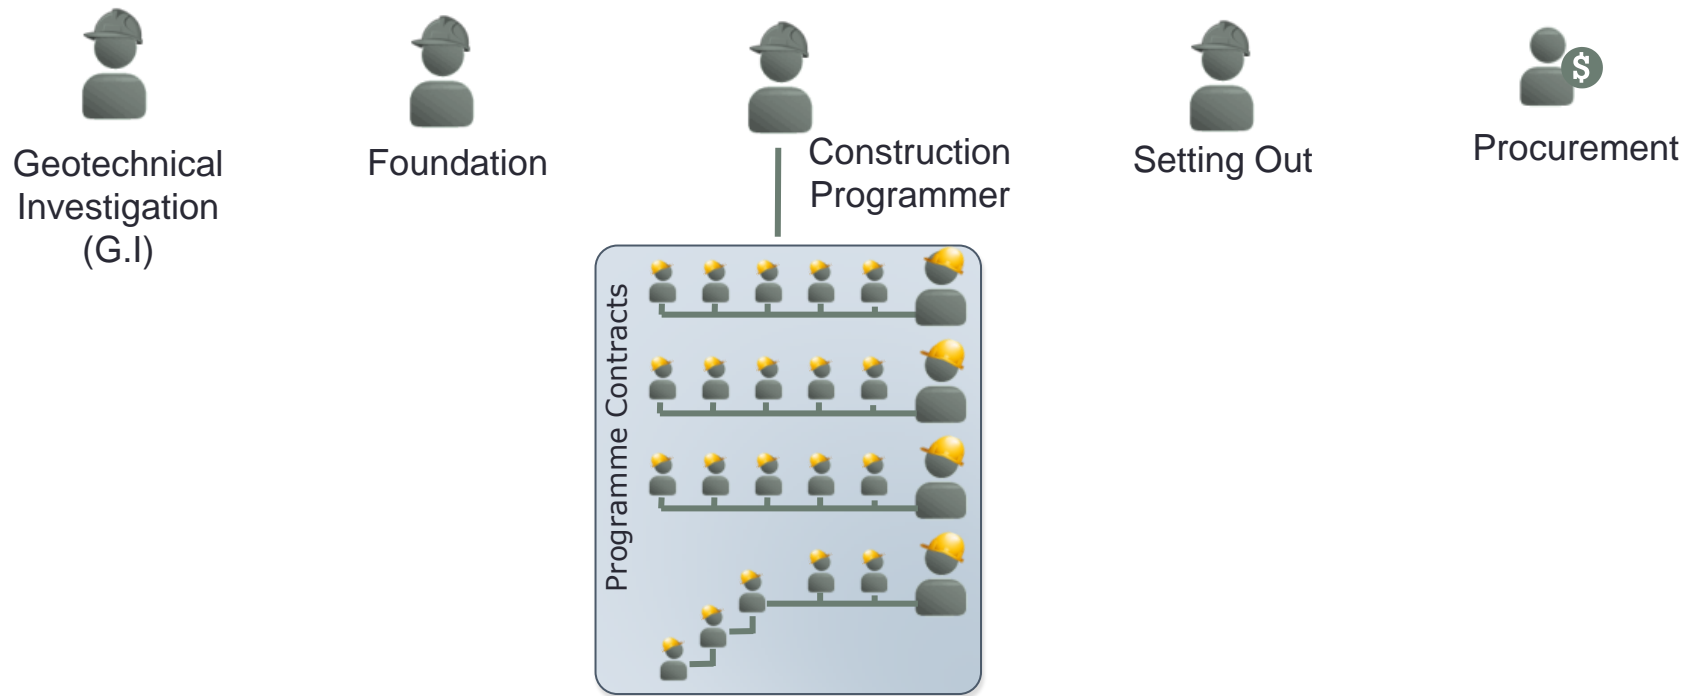 Geotechnical
Investigation
(G.I)
Foundation
Construction
Programmer
Setting Out
$
Procurement
Programme Contracts